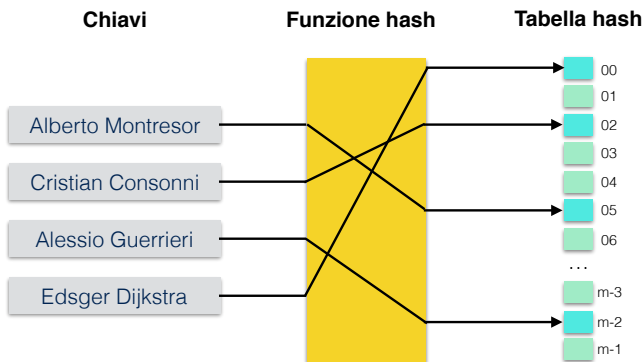 Chiavi Funzione hash Tabella hash
00
01
Alberto Montresor
02
03
Cristian Consonni
04
05
Alessio Guerrieri
06
...
Edsger Dijkstra
m-3
m-2
m-1